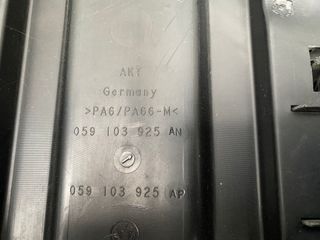 AKT
Germany
>PA6/PA66-M<
059 103 925 AN
059 103 925 AP